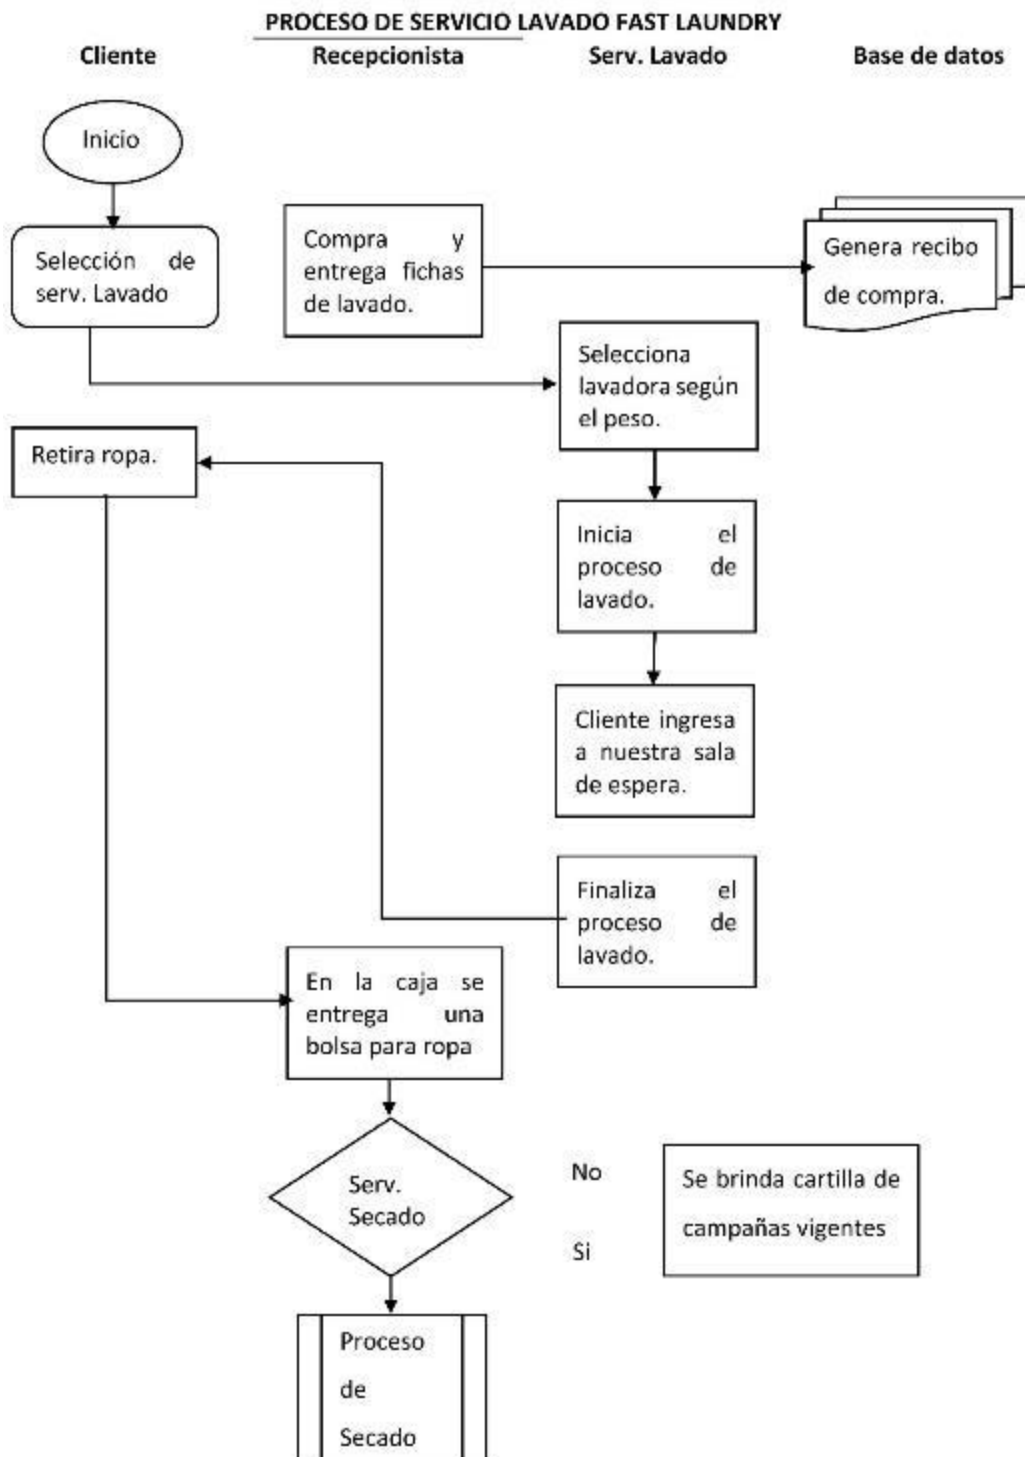 PROCESO DE SERVICIO LAVADO FAST LAUNDRY
Cliente
Recepcionista
Serv. Lavado
Base de datos
Inicio
Selección de
serv. Lavado
Compra y
entrega fichas
de lavado.
Genera recibo
de compra.
Selecciona
lavadora según
el peso.
Retira ropa.
Inicia el
proceso de
lavado.
Cliente ingresa
a nuestra sala
de espera.
Finaliza el
proceso de
lavado.
En la caja se
entrega una
bolsa para ropa
Serv.
Secado
No
Si
Se brinda cartilla de
campañas vigentes
Proceso
de
Secado